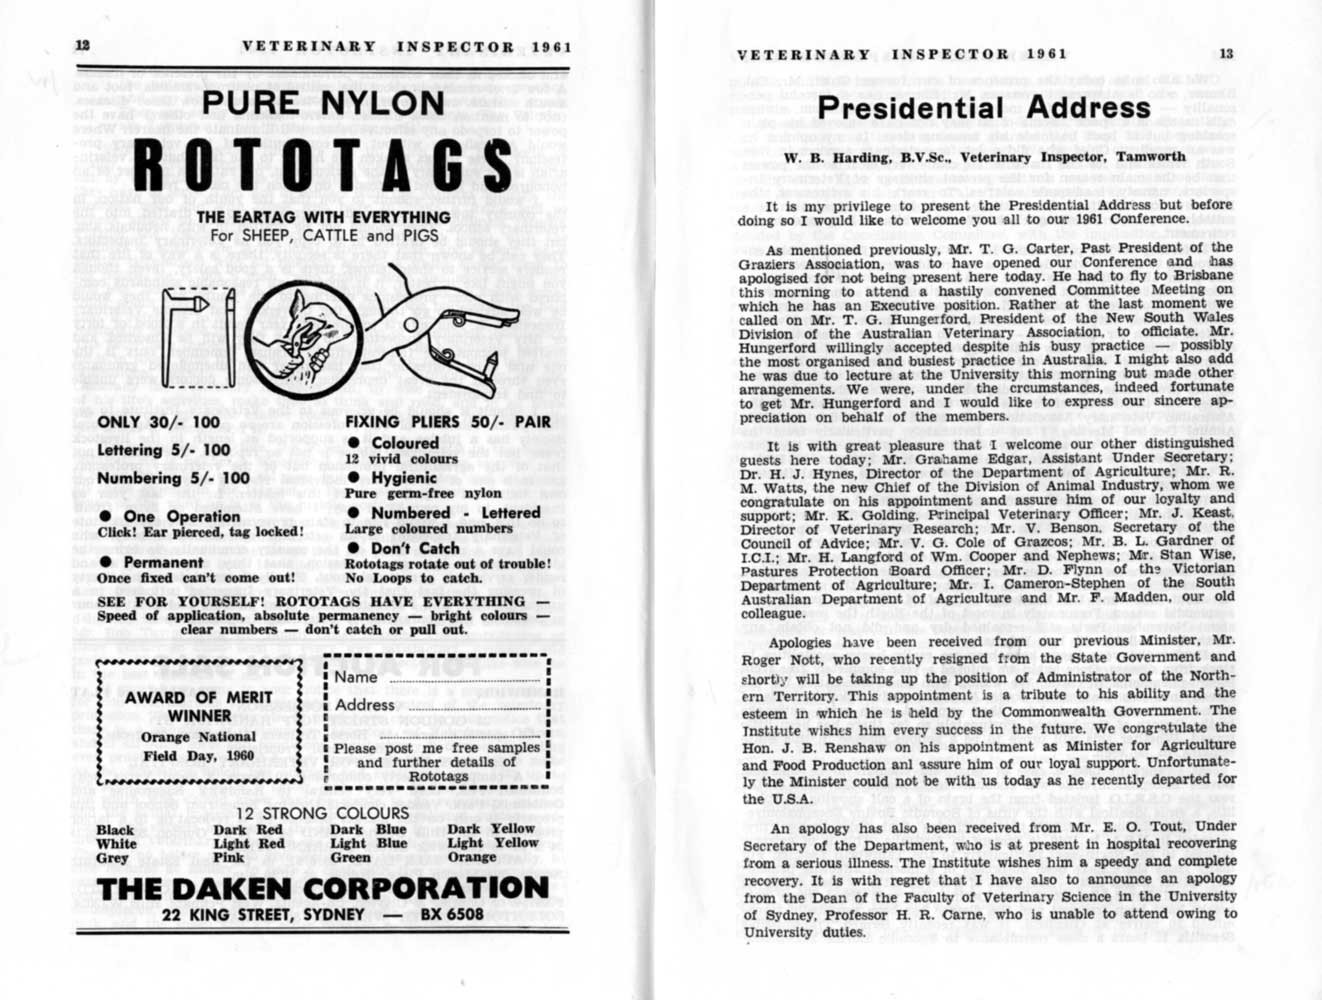 12 VETERINARY INSPECTOR 1961
PURE NYLON
ROTOTAGS
THE EARTAG WITH EVERYTHING
For SHEEP, CATTLE and PIGS
ONLY 30/- 100
Lettering 5/- 100
Numbering 5/- 100
● One Operation
Click! Ear pierced, tag locked!
● Permanent
Once fixed can't come out!
FIXING PLIERS 50/- PAIR
● Coloured
12 vivid colours
● Hygienic
Pure germ-free nylon
● Numbered - Lettered
Large coloured numbers
● Don't Catch
Rototags rotate out of trouble!
No Loops to catch.
SEE FOR YOURSELF! ROTOTAGS HAVE EVERYTHING —
Speed of application, absolute permanency — bright colours —
clear numbers — don't catch or pull out.
AWARD OF MERIT
WINNER
Orange National
Field Day, 1960
Name
Address
Please post me free samples
and further details of
Rototags
12 STRONG COLOURS
Black Dark Red Dark Blue Dark Yellow
White Light Red Light Blue Light Yellow
Grey Pink Green Orange
THE DAKEN CORPORATION
22 KING STREET, SYDNEY — BX 6508
VETERINARY INSPECTOR 1961 13
Presidential Address
W. B. Harding, B.V.Sc., Veterinary Inspector, Tamworth
It is my privilege to present the Presidential Address but before
doing so I would like to welcome you all to our 1961 Conference.
As mentioned previously, Mr. T. G. Carter, Past President of the
Graziers Association, was to have opened our Conference and has
apologised for not being present here today. He had to fly to Brisbane
this morning to attend a hastily convened Committee Meeting on
which he has an Executive position. Rather at the last moment we
called on Mr. T. G. Hungerford, President of the New South Wales
Division of the Australian Veterinary Association, to officiate. Mr.
Hungerford willingly accepted despite his busy practice — possibly
the most organised and busiest practice in Australia. I might also add
he was due to lecture at the University this morning but made other
arrangements. We were, under the crcumstances, indeed fortunate
to get Mr. Hungerford and I would like to express our sincere ap-
preciation on behalf of the members.
It is with great pleasure that I welcome our other distinguished
guests here today; Mr. Grahame Edgar, Assistant Under Secretary;
Dr. H. J. Hynes, Director of the Department of Agriculture; Mr. R.
M. Watts, the new Chief of the Division of Animal Industry, whom we
congratulate on his appointment and assure him of our loyalty and
support; Mr. K. Golding, Principal Veterinary Officer; Mr. J. Keast,
Director of Veterinary Research; Mr. V. Benson, Secretary of the
Council of Advice; Mr. V. G. Cole of Grazcos; Mr. B. L. Gardner of
I.C.I.; Mr. H. Langford of Wm. Cooper and Nephews; Mr. Stan Wise,
Pastures Protection Board Officer; Mr. D. Flynn of the Victorian
Department of Agriculture; Mr. I. Cameron-Stephen of the South
Australian Department of Agriculture and Mr. F. Madden, our old
colleague.
Apologies have been received from our previous Minister, Mr.
Roger Nott, who recently resigned from the State Government and
shortly will be taking up the position of Administrator of the North-
ern Territory. This appointment is a tribute to his ability and the
esteem in which he is held by the Commonwealth Government. The
Institute wishes him every success in the future. We congratulate the
Hon. J. B. Renshaw on his appointment as Minister for Agriculture
and Food Production anl assure him of our loyal support. Unfortunate-
ly the Minister could not be with us today as he recently departed for
the U.S.A.
An apology has also been received from Mr. E. O. Tout, Under
Secretary of the Department, who is at present in hospital recovering
from a serious illness. The Institute wishes him a speedy and complete
recovery. It is with regret that I have also to announce an apology
from the Dean of the Faculty of Veterinary Science in the University
of Sydney, Professor H. R. Carne, who is unable to attend owing to
University duties.